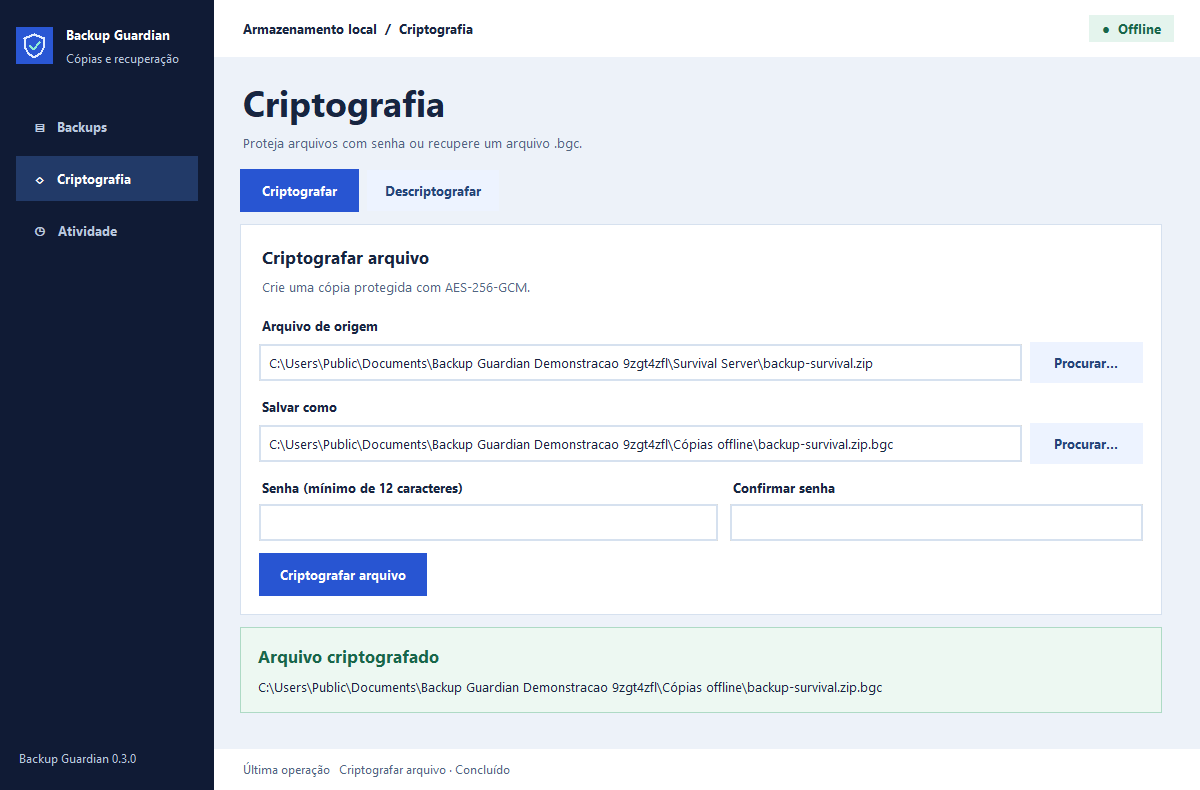 Backup Guardian
Cópias e recuperação
Backups
Criptografia
Atividade
Backup Guardian 0.3.0
Armazenamento local / Criptografia
Offline
Criptografia
Proteja arquivos com senha ou recupere um arquivo .bgc.
Criptografar Descriptografar
Criptografar arquivo
Crie uma cópia protegida com AES-256-GCM.
Arquivo de origem
C:\Users\Public\Documents\Backup Guardian Demonstracao 9zgt4zfl\Survival Server\backup-survival.zip
Procurar...
Salvar como
C:\Users\Public\Documents\Backup Guardian Demonstracao 9zgt4zfl\Cópias offline\backup-survival.zip.bgc
Procurar...
Senha (mínimo de 12 caracteres) Confirmar senha
Criptografar arquivo
Arquivo criptografado
C:\Users\Public\Documents\Backup Guardian Demonstracao 9zgt4zfl\Cópias offline\backup-survival.zip.bgc
Última operação Criptografar arquivo · Concluído